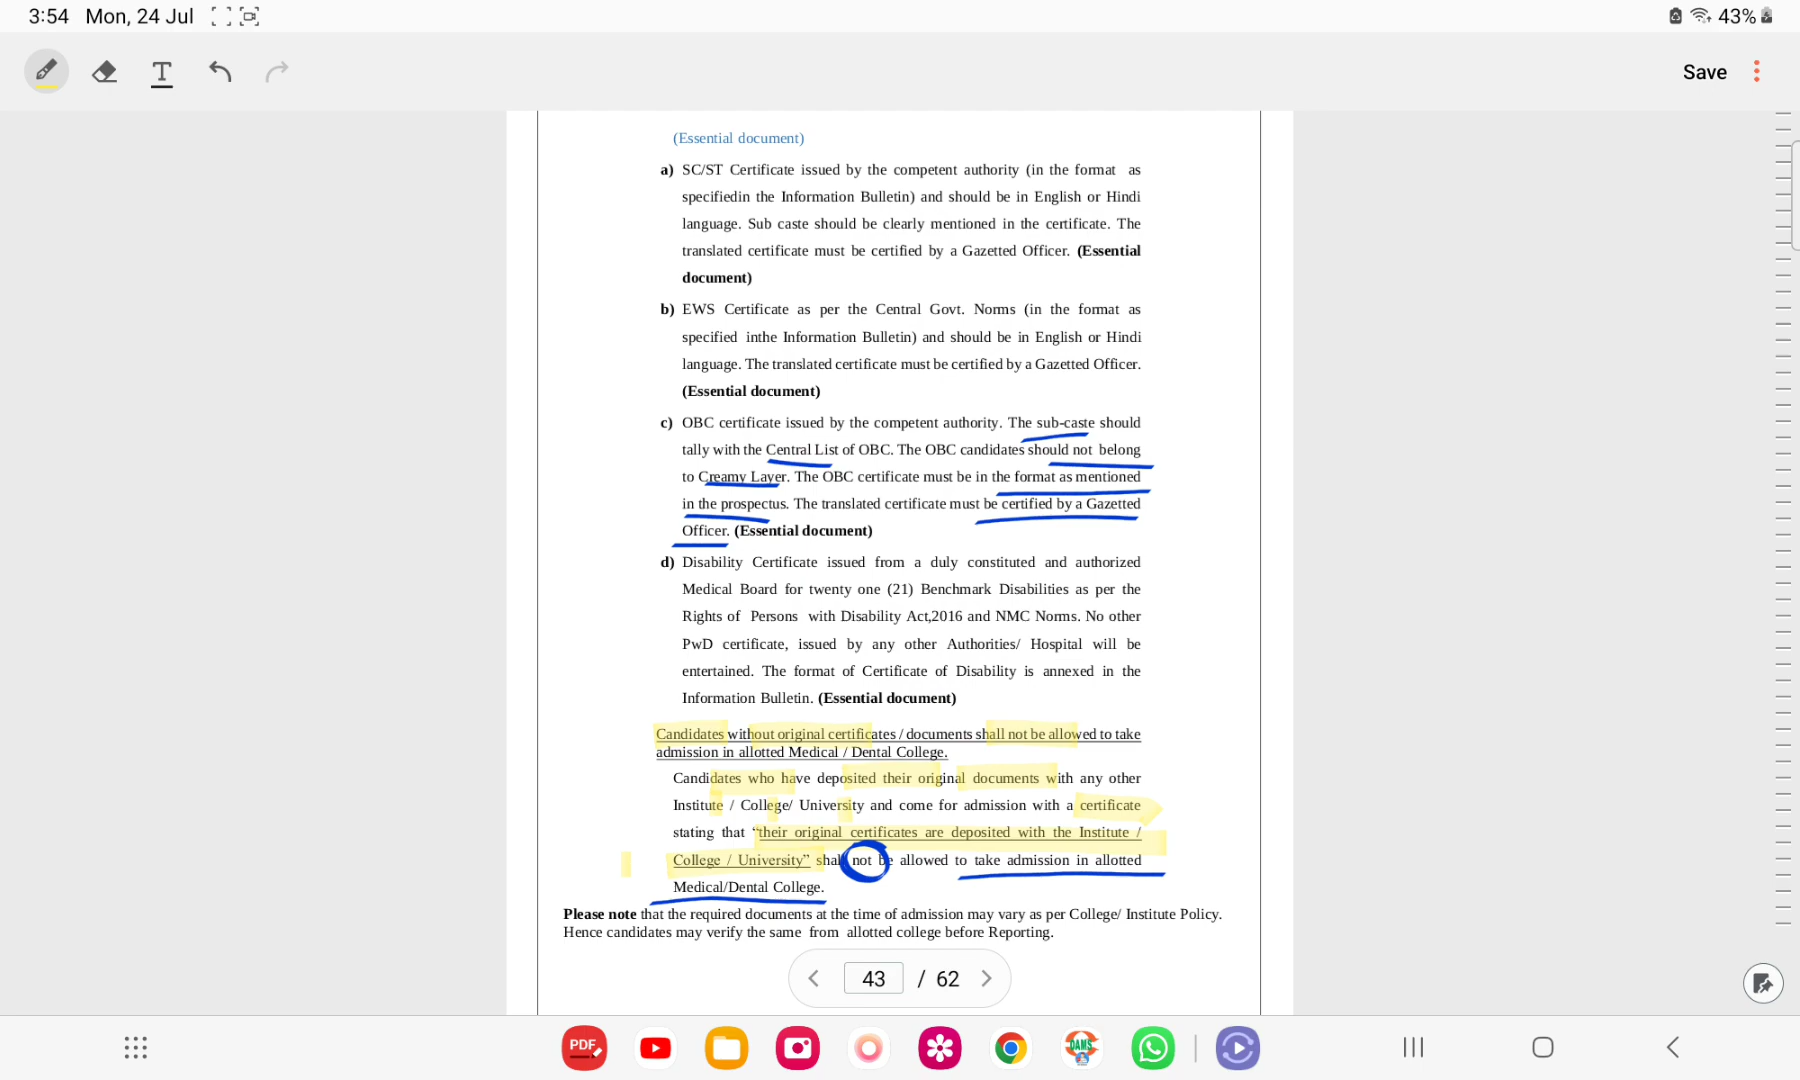 3:54 Mon, 24 Jul
43%
T
Save
(Essential document)
a) SC/ST Certificate issued by the competent authority (in the format as
specifiedin the Information Bulletin) and should be in English or Hindi
language. Sub caste should be clearly mentioned in the certificate. The
translated certificate must be certified by a Gazetted Officer. (Essential
document)
b) EWS Certificate as per the Central Govt. Norms (in the format as
specified inthe Information Bulletin) and should be in English or Hindi
language. The translated certificate must be certified by a Gazetted Officer.
(Essential document)
c) OBC certificate issued by the competent authority. The sub-caste should
tally with the Central List of OBC. The OBC candidates should not belong
to Creamy Layer. The OBC certificate must be in the format as mentioned
in the prospectus. The translated certificate must be certified by a Gazetted
Officer. (Essential document)
d) Disability Certificate issued from a duly constituted and authorized
Medical Board for twenty one (21) Benchmark Disabilities as per the
Rights of Persons with Disability Act,2016 and NMC Norms. No other
PwD certificate, issued by any other Authorities/ Hospital will be
entertained. The format of Certificate of Disability is annexed in the
Information Bulletin. (Essential document)
Candidates without original certificates / documents shall not be allowed to take
admission in allotted Medical / Dental College.
Candidates who have deposited their original documents with any other
Institute / College/ University and come for admission with a certificate
stating that “their original certificates are deposited with the Institute /
College / University” shall not be allowed to take admission in allotted
Medical/Dental College.
Please note that the required documents at the time of admission may vary as per College/ Institute Policy.
Hence candidates may verify the same from allotted college before Reporting.
43 / 62
PDF
DAMS